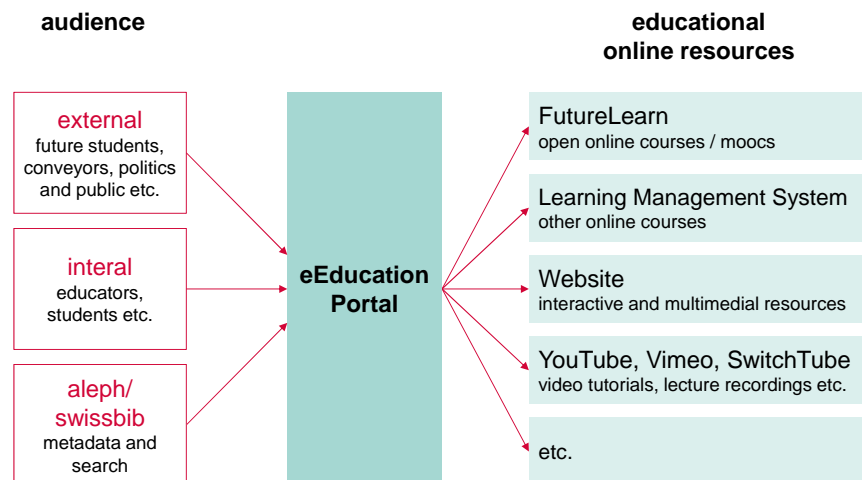 audience
educational
online resources
external
future students,
conveyors, politics
and public etc.
interal
educators,
students etc.
aleph/
swissbib
metadata and
search
eEducation
Portal
FutureLearn
open online courses / moocs
Learning Management System
other online courses
Website
interactive and multimedial resources
YouTube, Vimeo, SwitchTube
video tutorials, lecture recordings etc.
etc.